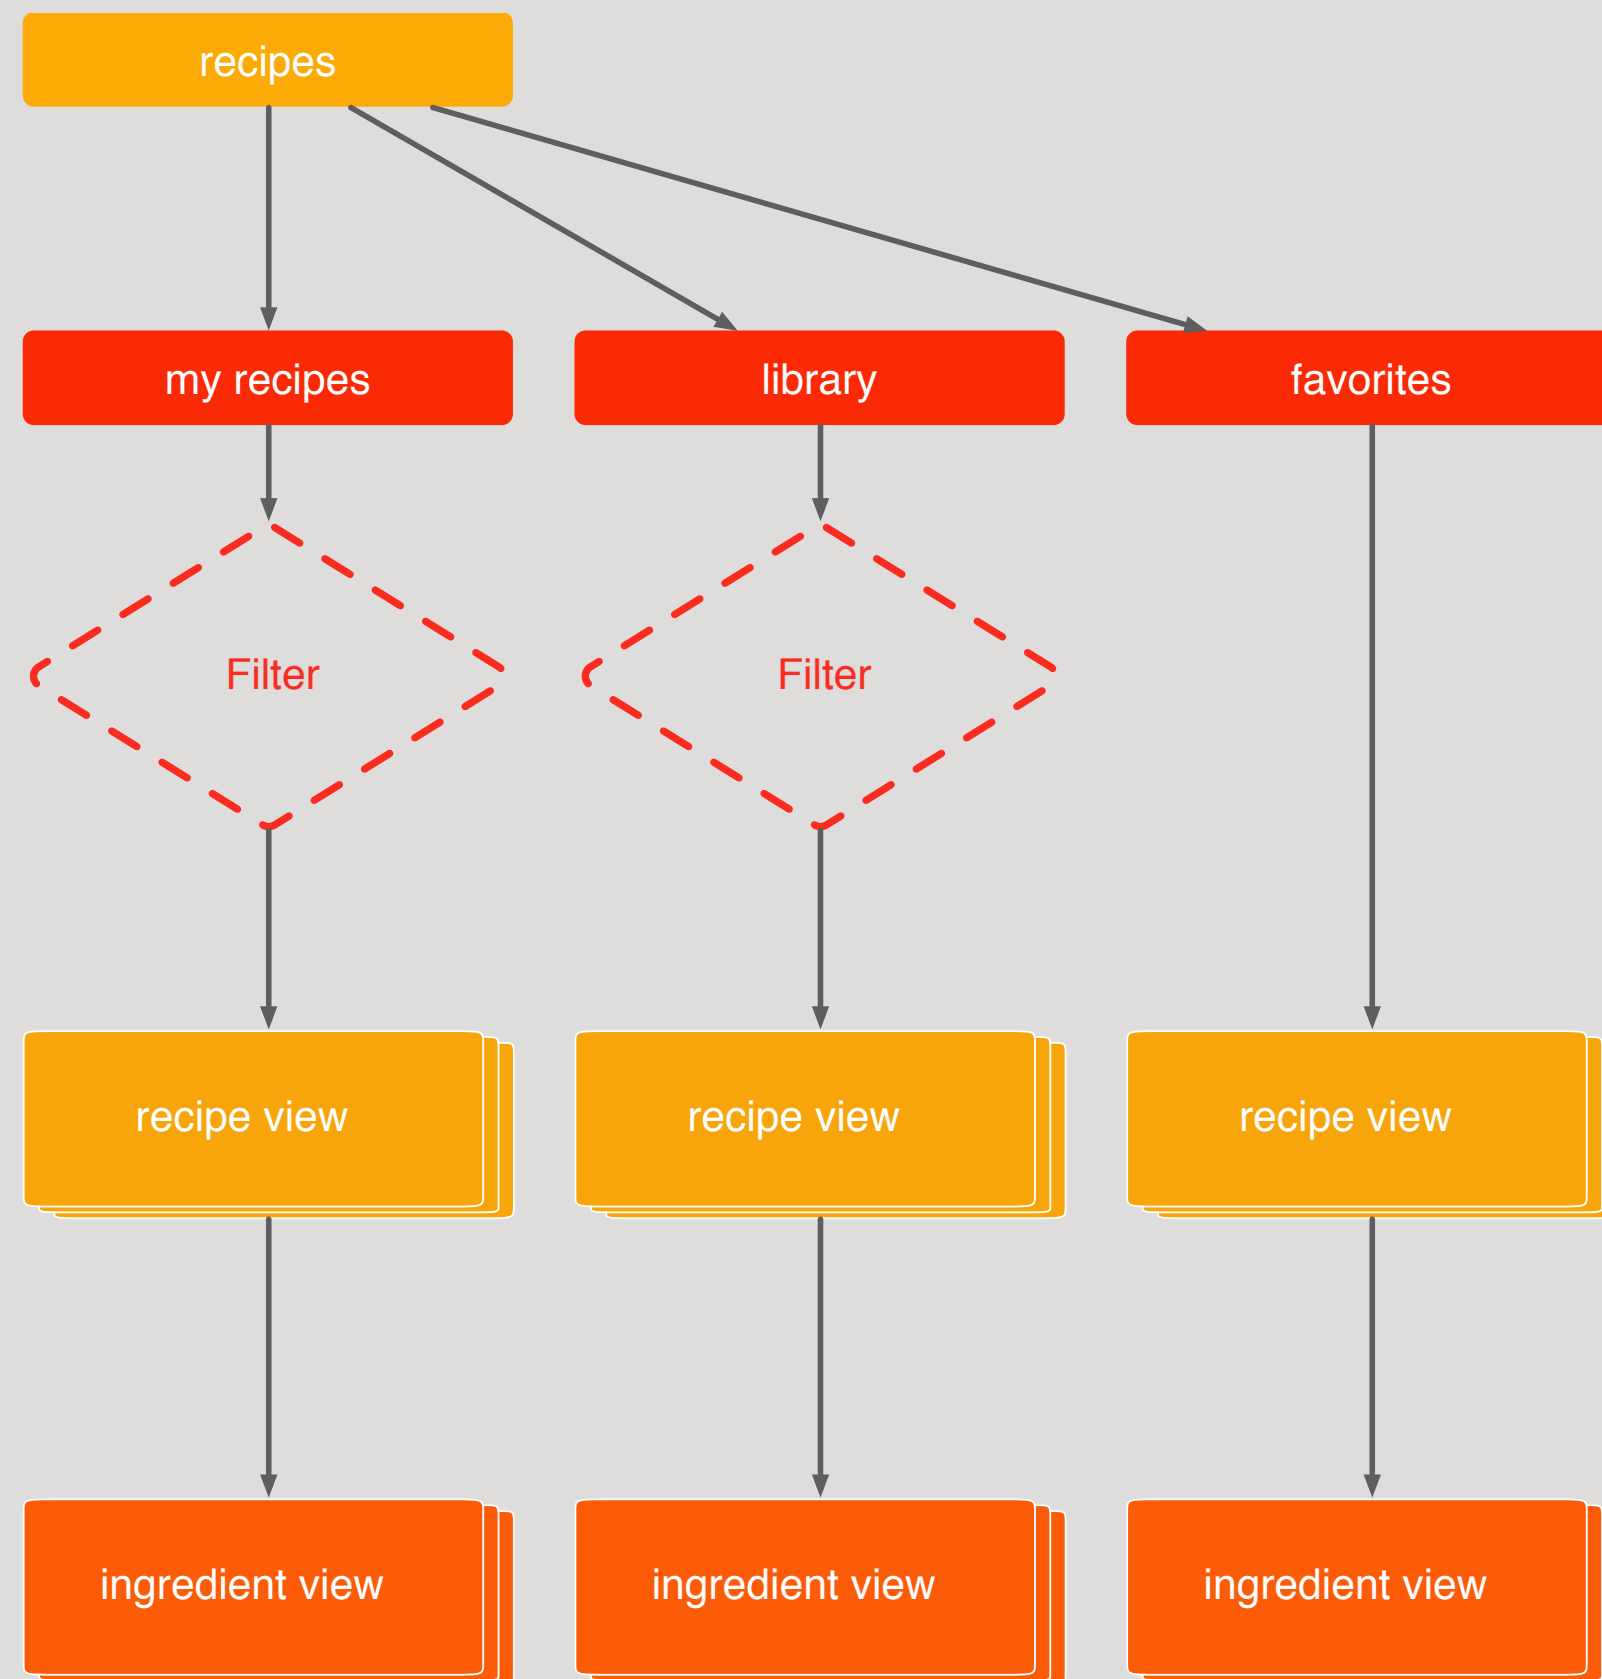 recipes
my recipes
library
favorites
Filter
Filter
recipe view
recipe view
recipe view
ingredient view
ingredient view
ingredient view